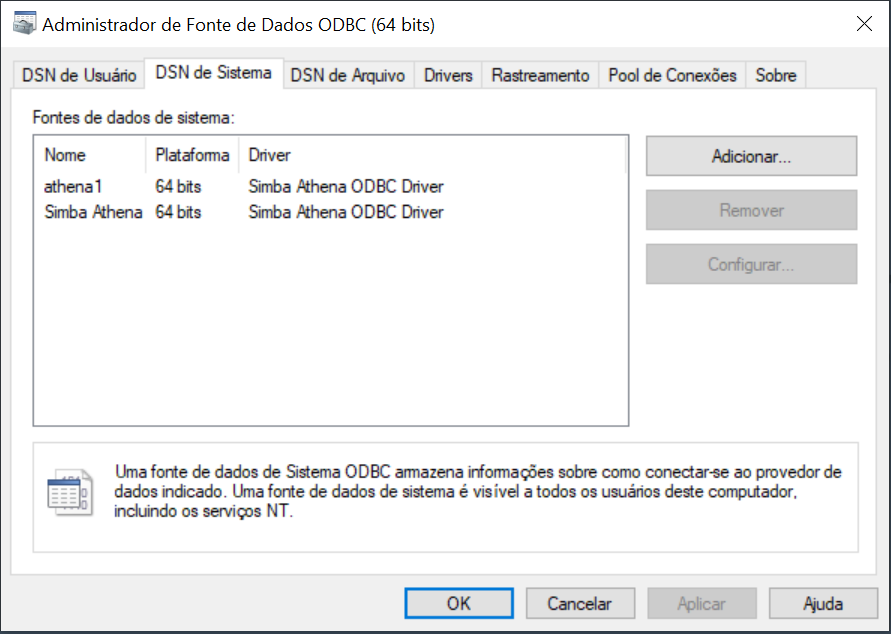 Administrador de Fonte de Dados ODBC (64 bits)
DSN de Usuário DSN de Sistema DSN de Arquivo Drivers Rastreamento Pool de Conexões Sobre
Fontes de dados de sistema:
Nome Plataforma Driver
athena1 64 bits Simba Athena ODBC Driver
Simba Athena 64 bits Simba Athena ODBC Driver
Adicionar...
Remover
Configurar...
Uma fonte de dados de Sistema ODBC armazena informações sobre como conectar-se ao provedor de
dados indicado. Uma fonte de dados de sistema é visível a todos os usuários deste computador,
incluindo os serviços NT.
OK Cancelar Aplicar Ajuda